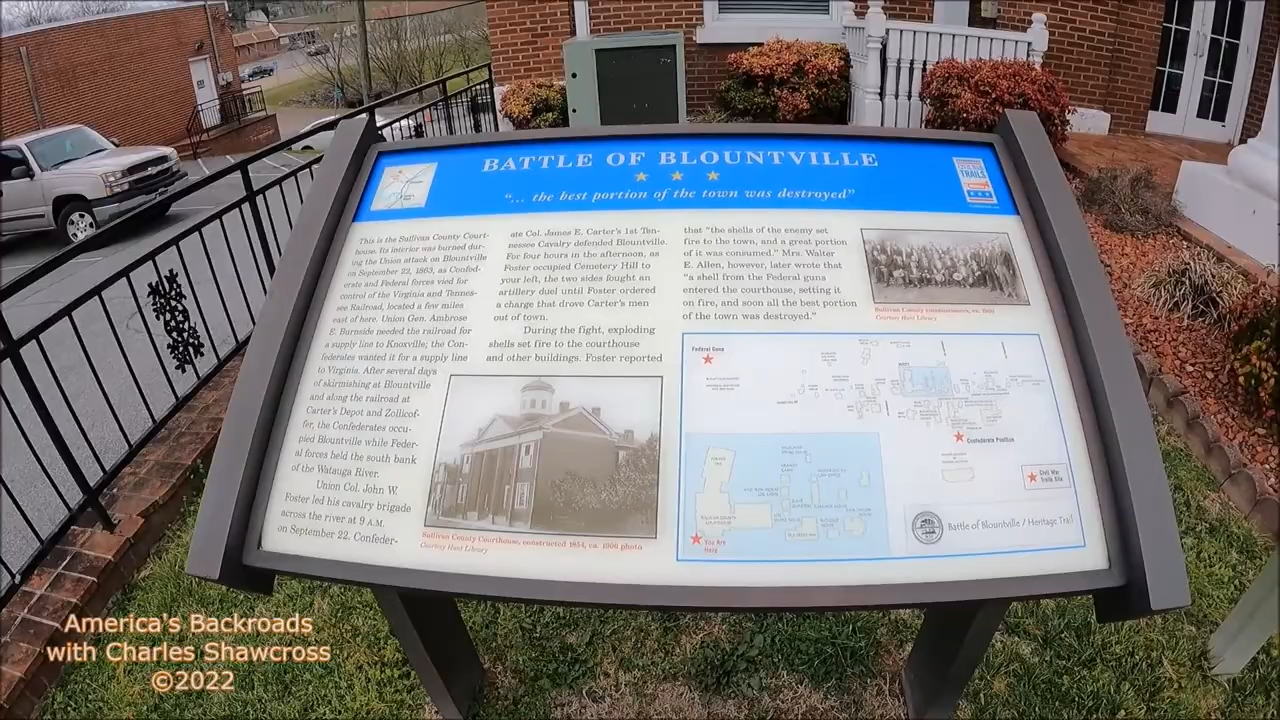 BATTLE OF BLOUNTVILLE
"... the best portion of the town was destroyed"
CIVIL WAR
TRAILS
This is the Sullivan County Court-
house. Its interior was burned dur-
ing the Union attack on Blountville
on September 22, 1863, as Confed-
erate and Federal forces vied for
control of the Virginia and Tennes-
see Railroad, located a few miles
east of here. Union Gen. Ambrose
E. Burnside needed the railroad for
a supply line to Knoxville; the Con-
federates wanted it for a supply line
to Virginia. After several days
of skirmishing at Blountville
and along the railroad at
Carter's Depot and Zollicof-
fer, the Confederates occu-
pied Blountville while Feder-
al forces held the south bank
of the Watauga River.
Union Col. John W.
Foster led his cavalry brigade
across the river at 9 A.M.
on September 22. Confeder-
ate Col. James E. Carter's 1st Ten-
nessee Cavalry defended Blountville.
For four hours in the afternoon, as
Foster occupied Cemetery Hill to
your left, the two sides fought an
artillery duel until Foster ordered
a charge that drove Carter's men
out of town.
During the fight, exploding
shells set fire to the courthouse
and other buildings. Foster reported
that "the shells of the enemy set
fire to the town, and a great portion
of it was consumed." Mrs. Walter
E. Allen, however, later wrote that
"a shell from the Federal guns
entered the courthouse, setting it
on fire, and soon all the best portion
of the town was destroyed."
Sullivan County Courthouse, constructed 1854, ca. 1906 photo
Courtesy Hunt Library
Sullivan County
Courtesy Hunt Library
Federal Guns
Confederate Position
Civil War
Trails Site
You Are
Here
Battle of Blountville / Heritage Trail
America's Backroads
with Charles Shawcross
©2022